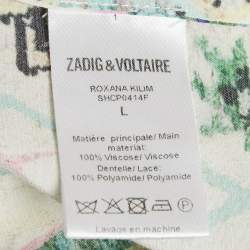 1
ZADIG & VOLTAIRE
ROXANA KILIM
SHCP0414F
L
Matière principale/ Main
material:
100% Viscose/ Viscose
Dentelle/ Lace:
100% Polyamide/ Polyamide
Lavage en machine